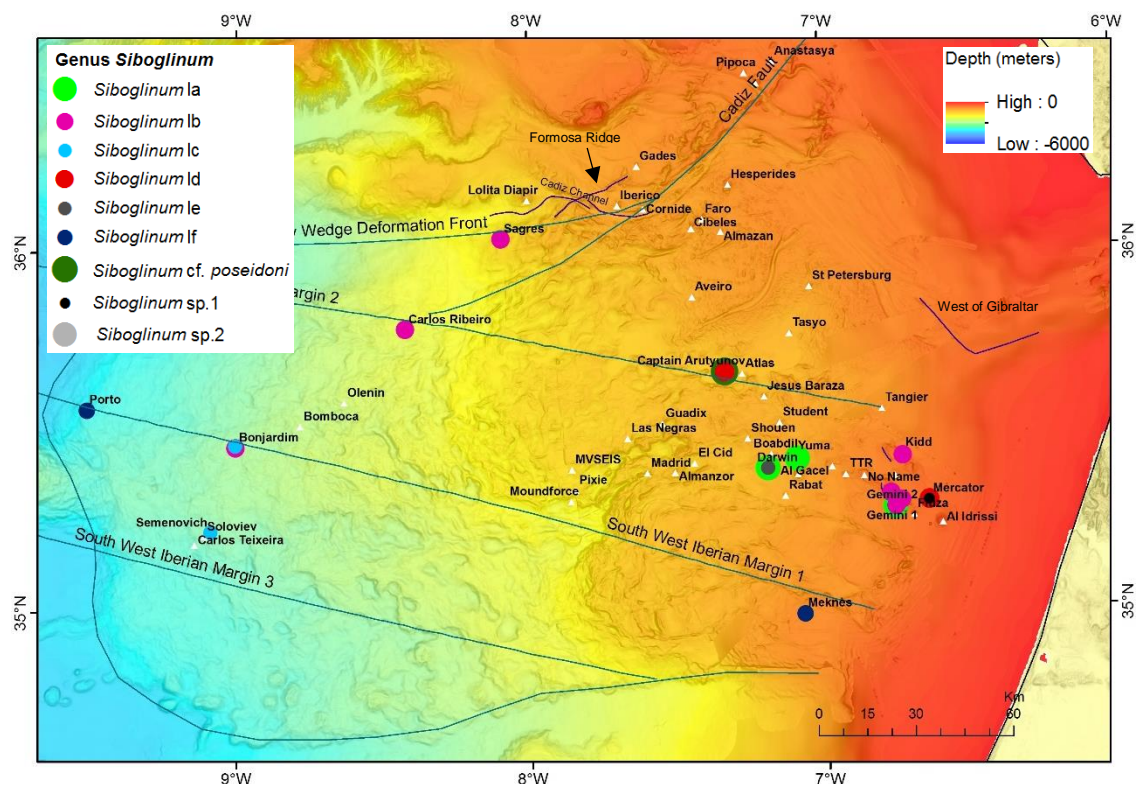 9°W
8°W
7°W
6°W
Genus Siboglinum
Siboglinum Ia
Siboglinum Ib
Siboglinum Ic
Siboglinum Id
Siboglinum Ie
Siboglinum If
Siboglinum cf. poseidoni
Siboglinum sp.1
Siboglinum sp.2
Depth (meters)
High : 0
Low : -6000
Anastasya
Pipoca
Cadiz Fault
Formosa Ridge
Gades
Hesperides
Lolita Diapir
Cadiz Channel
Iberico
Cornide
Faro
Cibeles
Almazan
Wedge Deformation Front
Sagres
36°N
36°N
St Petersburg
Aveiro
West of Gibraltar
argin 2
Carlos Ribeiro
Tasyo
Captain Arutyunov
Atlas
Jesus Baraza
Tangier
Porto
Olenin
Bomboca
Guadix
Student
Las Negras
Shouen
Bonjardim
Boabdil
Yuma
Kidd
El Cid
Darwin
MVSEIS
Madrid
Al Gacel
TTR
Pixie
Almanzor
Rabat
No Name
Mercator
Moundforce
Gemini 2
Gemini 1
Al Idrissi
Semenovich
Soloviev
Carlos Teixeira
South West Iberian Margin 1
South West Iberian Margin 3
35°N
35°N
Meknès
Km
0 15 30 60
9°W
8°W
7°W